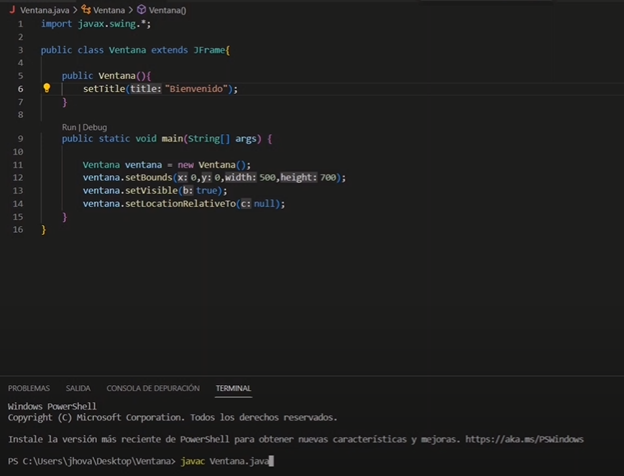 Ventana.java > Ventana > Ventana()
1 import javax.swing.*;
2
3 public class Ventana extends JFrame{
4
5 public Ventana(){
6 setTitle(title: "Bienvenido");
7 }
8
Run | Debug
9 public static void main(String[] args) {
10
11 Ventana ventana = new Ventana();
12 ventana.setBounds(x: 0,y: 0,width: 500,height: 700);
13 ventana.setVisible(b: true);
14 ventana.setLocationRelativeTo(c: null);
15 }
16 }
PROBLEMAS SALIDA CONSOLA DE DEPURACIÓN TERMINAL
Windows PowerShell
Copyright (C) Microsoft Corporation. Todos los derechos reservados.
Instale la versión más reciente de PowerShell para obtener nuevas características y mejoras. https://aka.ms/PSWindows
PS C:\Users\jhova\Desktop\Ventana> javac Ventana.java